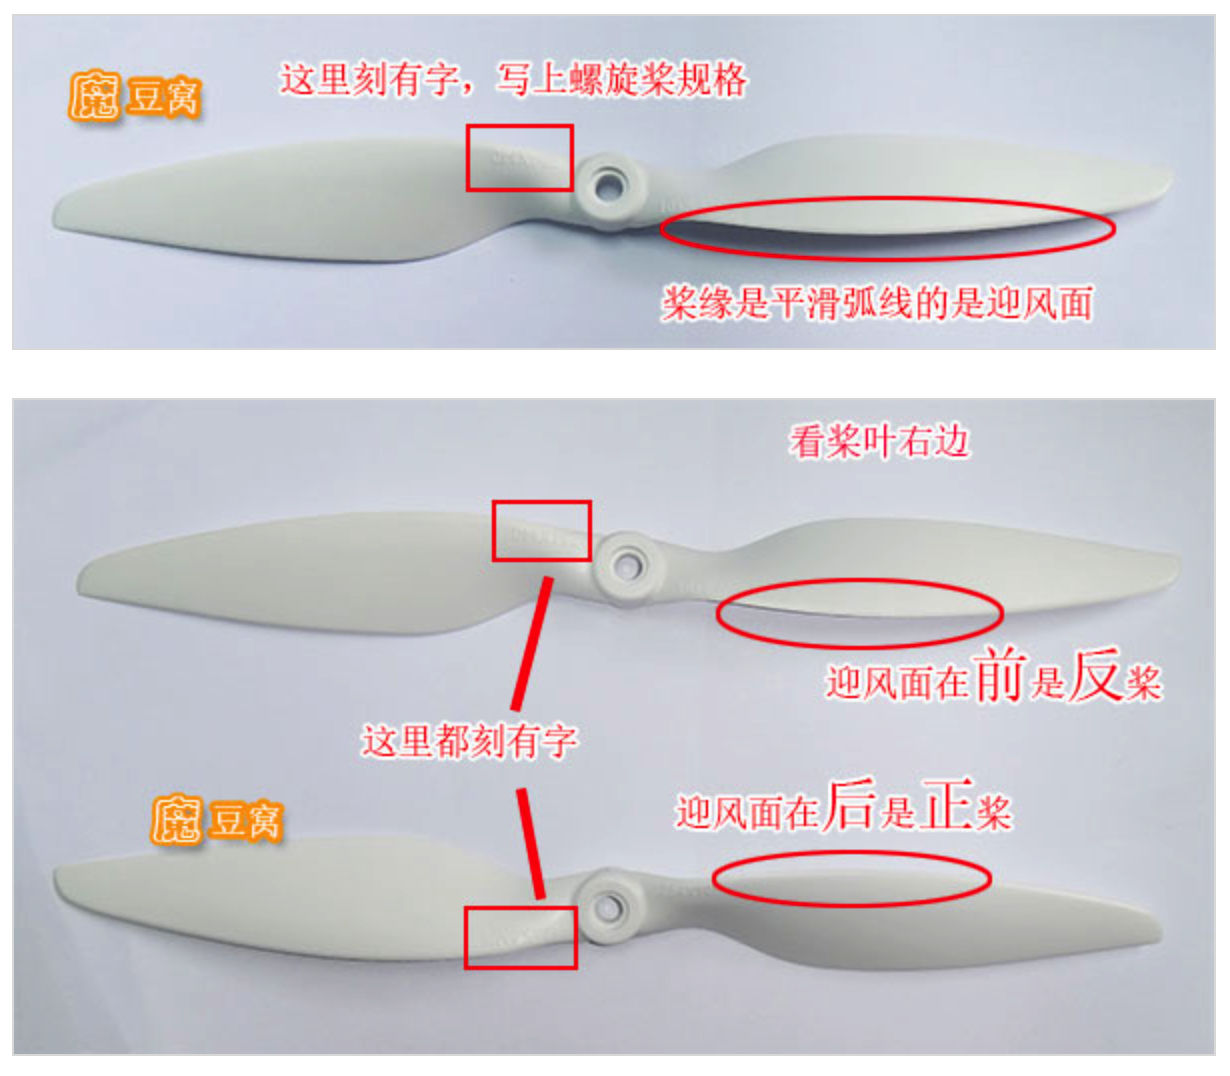 魔豆窝
这里刻有字，写上螺旋桨规格
桨缘是平滑弧线的是迎风面
看桨叶右边
迎风面在前是反桨
这里都刻有字
迎风面在后是正桨
魔豆窝